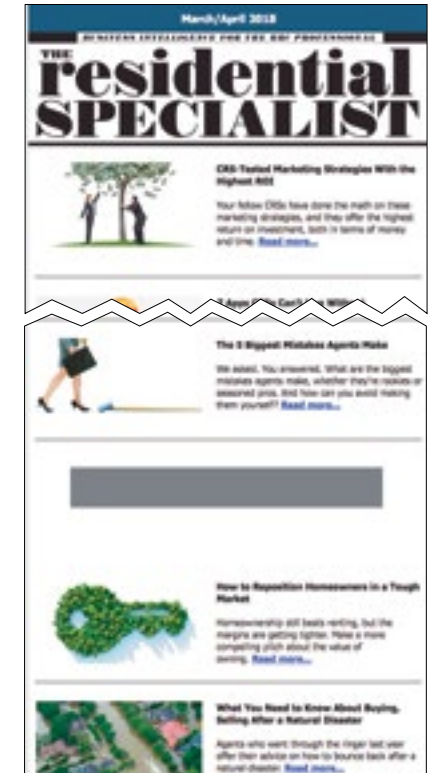 March/April 2018
BUSINESS INTELLIGENCE FOR THE RESIDENTIAL PROFESSIONAL
THE
residential
SPECIALIST
CRS-Tested Marketing Strategies With the
Highest ROI
Your fellow CRSs have done the math on these
marketing strategies, and they offer the highest
return on investment, both in terms of money
and time. Read more...
7 Apps
The 5 Biggest Mistakes Agents Make
We asked. You answered. What are the biggest
mistakes agents make, whether they're rookies or
seasoned pros. And how can you avoid making
them yourself? Read more...
How to Reposition Homeowners in a Tough
Market
Homeownership still beats renting, but the
margins are getting tighter. Make a more
compelling pitch about the value of
owning. Read more...
What You Need to Know About Buying,
Selling After a Natural Disaster
Agents who went through the ringer last year
offer their advice on how to bounce back after a
natural disaster. Read more...